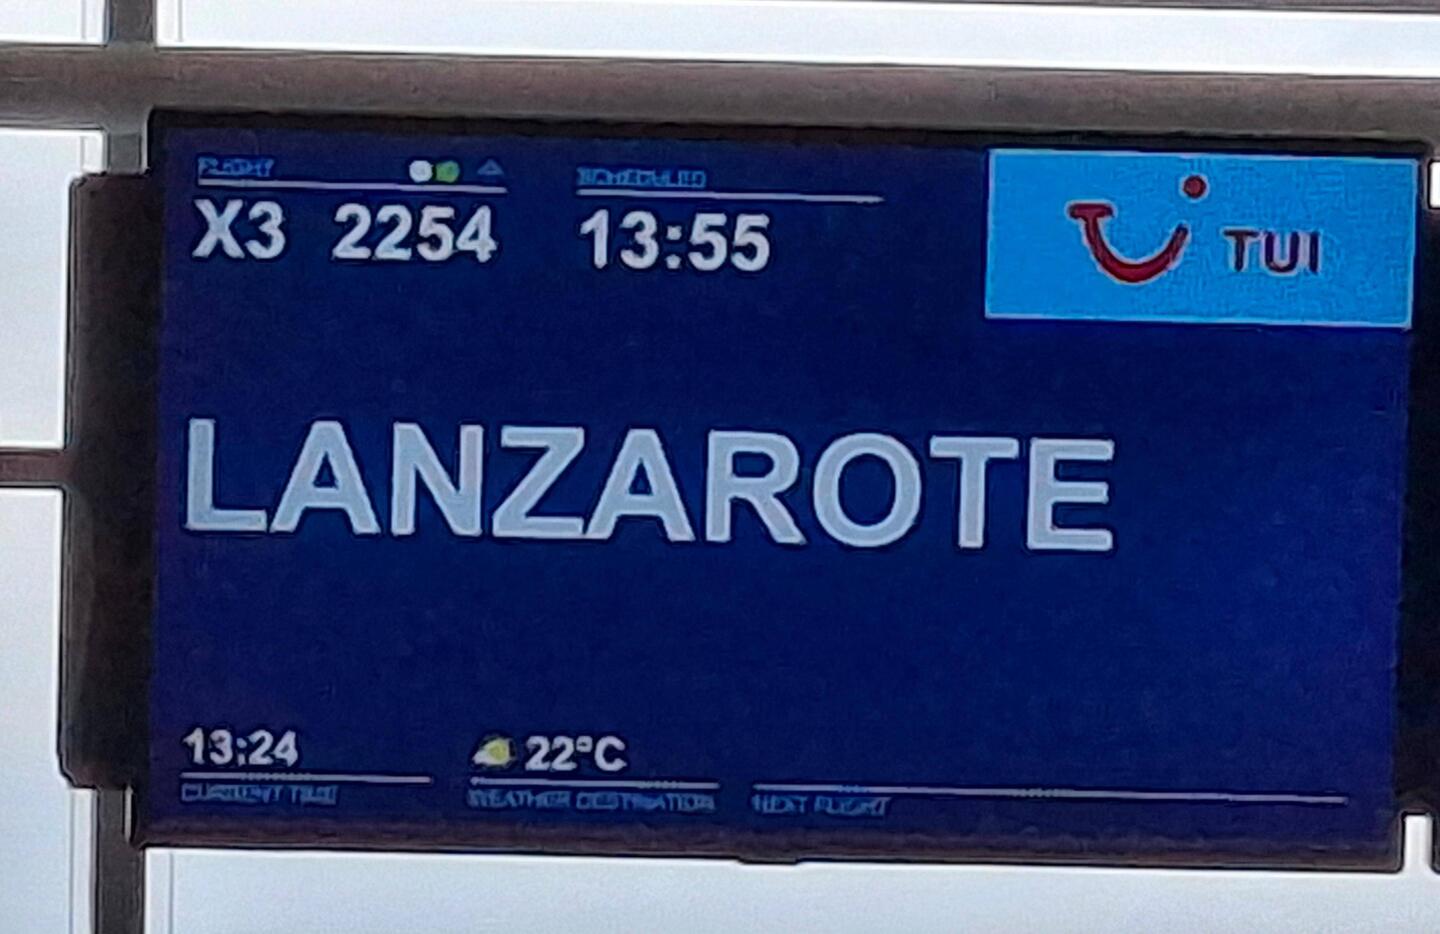 FLIGHT
SCHEDULED
X3 2254
13:55
TUI
LANZAROTE
13:24
22°C
CURRENT TIME
WEATHER DESTINATION
NEXT FLIGHT